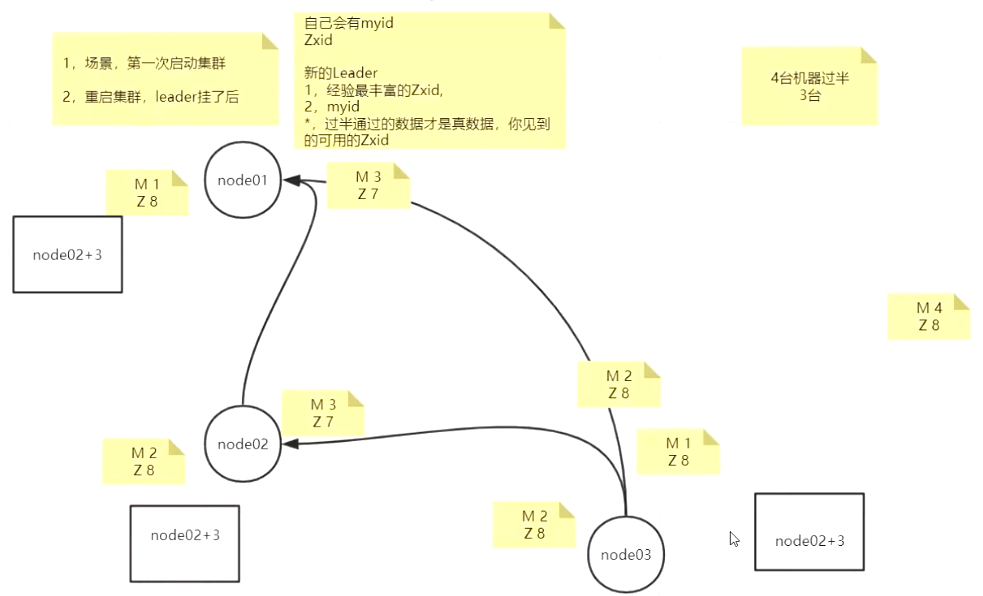 1，场景，第一次启动集群
2，重启集群，leader挂了后
自己会有myid
Zxid
新的Leader
1，经验最丰富的Zxid,
2，myid
*，过半通过的数据才是真数据，你见到
的可用的Zxid
4台机器过半
3台
node01
M 1
Z 8
M 3
Z 7
node02+3
M 4
Z 8
M 2
Z 8
M 3
Z 7
node02
M 1
Z 8
M 2
Z 8
node02+3
M 2
Z 8
node03
node02+3